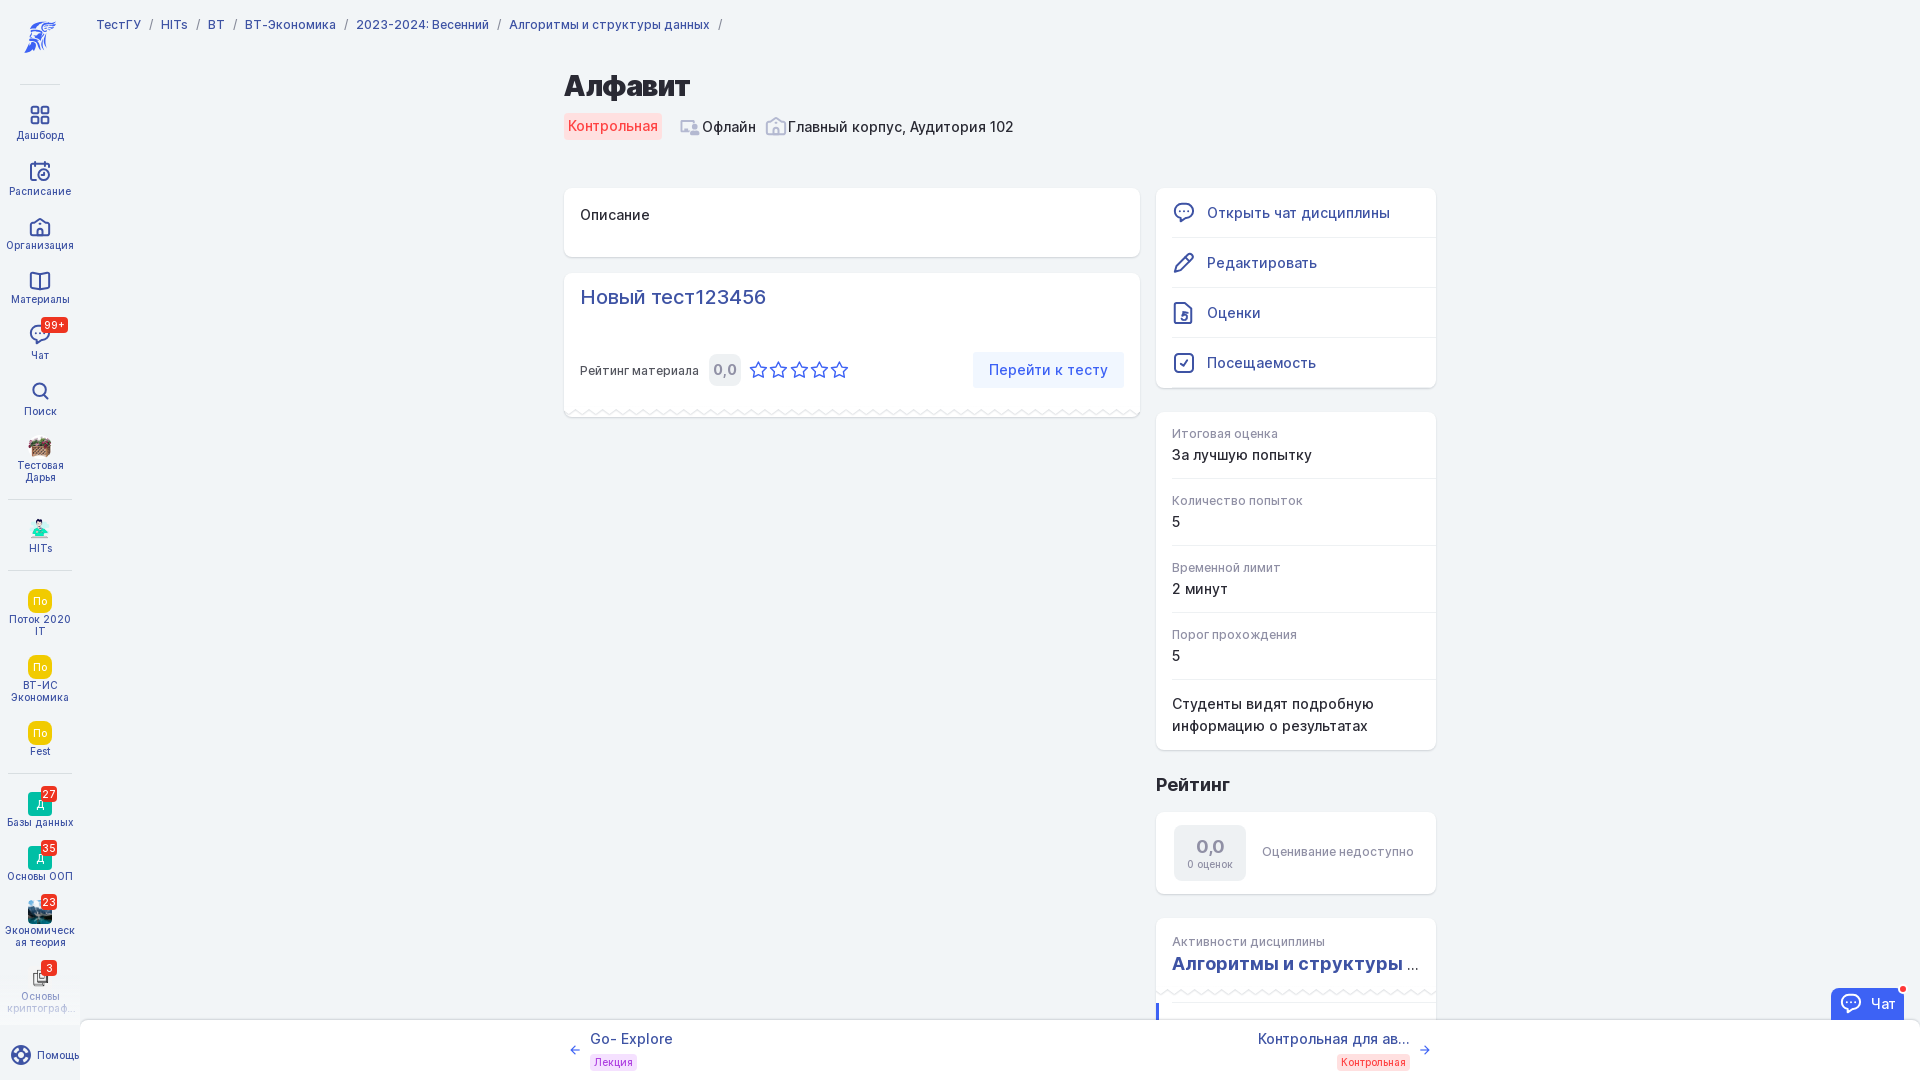 ТестГУ / HITs / ВТ / ВТ-Экономика / 2023-2024: Весенний / Алгоритмы и структуры данных /
Алфавит
Контрольная Офлайн Главный корпус, Аудитория 102
Дашборд
Расписание
Организация
Материалы
99+
Чат
Поиск
Тестовая
Дарья
HITs
По
Поток 2020
IT
По
ВТ-ИС
Экономика
По
Fest
27
Д
Базы данных
35
Д
Основы ООП
23
Экономическ
ая теория
3
Основы
криптограф...
Помощь
Описание
Новый тест123456
Рейтинг материала 0,0
Перейти к тесту
Открыть чат дисциплины
Редактировать
Оценки
Посещаемость
Итоговая оценка
За лучшую попытку
Количество попыток
5
Временной лимит
2 минут
Порог прохождения
5
Студенты видят подробную
информацию о результатах
Рейтинг
0,0
0 оценок
Оценивание недоступно
Активности дисциплины
Алгоритмы и структуры ...
Чат
Go- Explore
Лекция
Контрольная для ав...
Контрольная